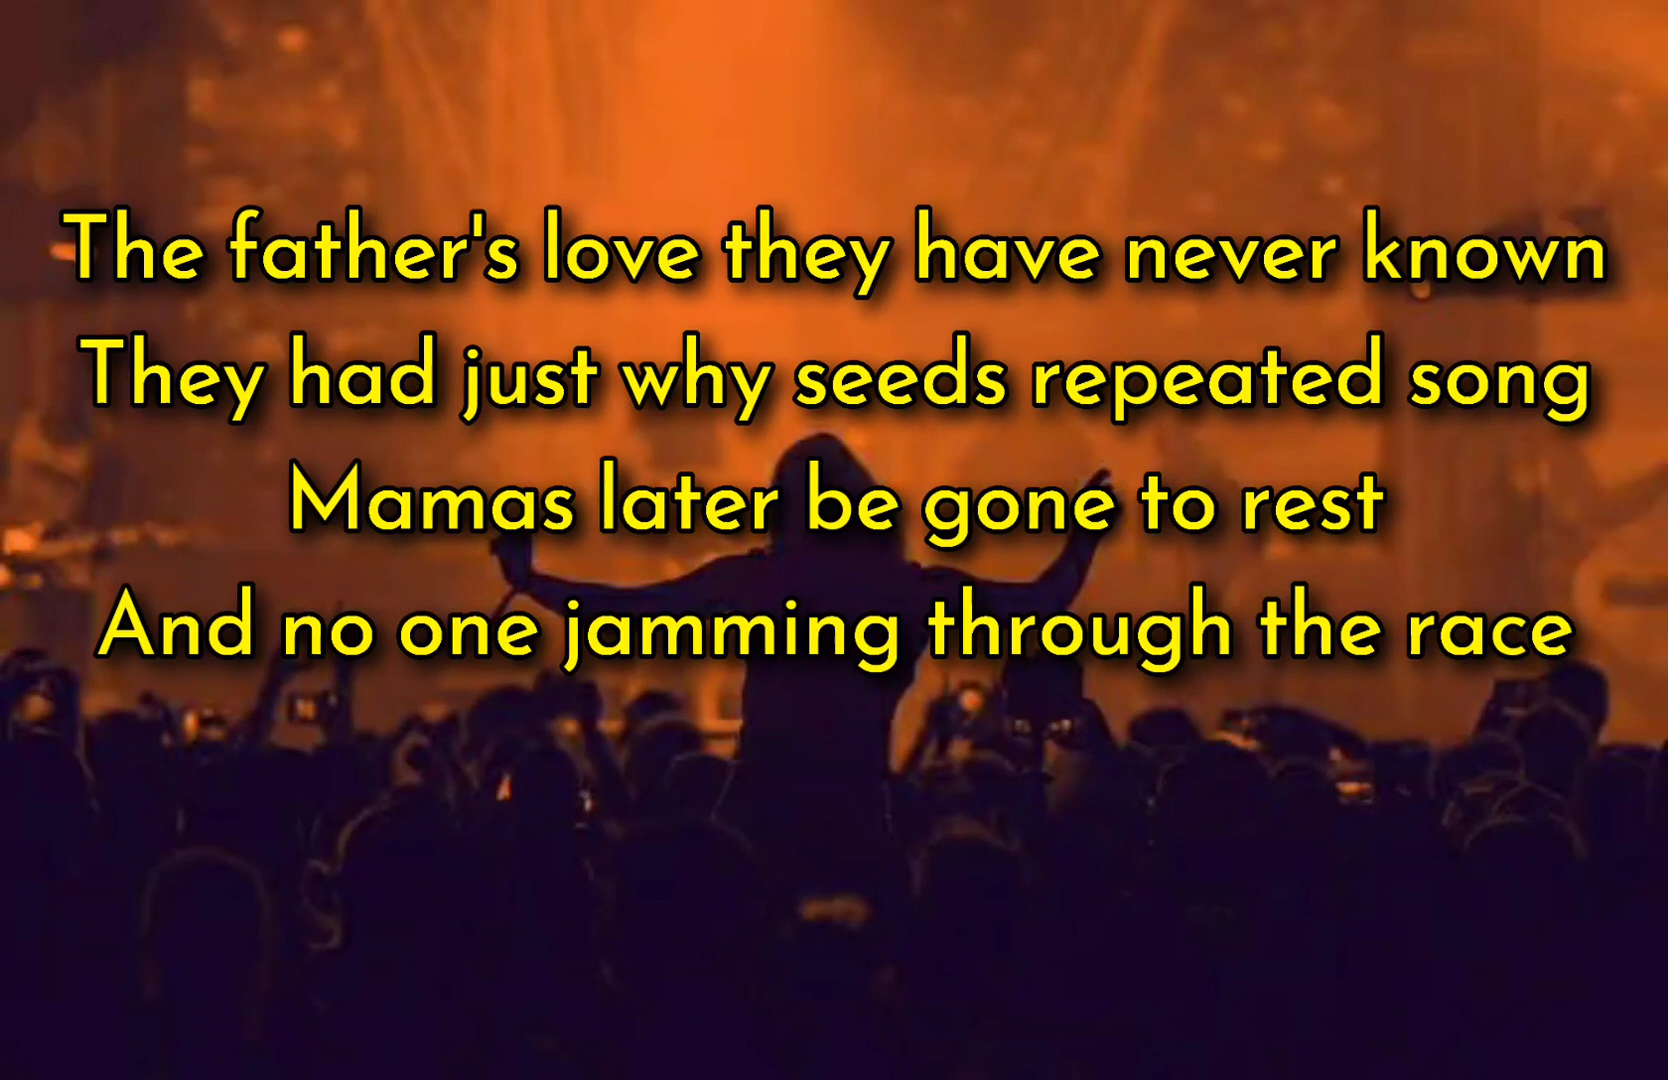 The father's love they have never known
They had just why seeds repeated song
Mamas later be gone to rest
And no one jamming through the race